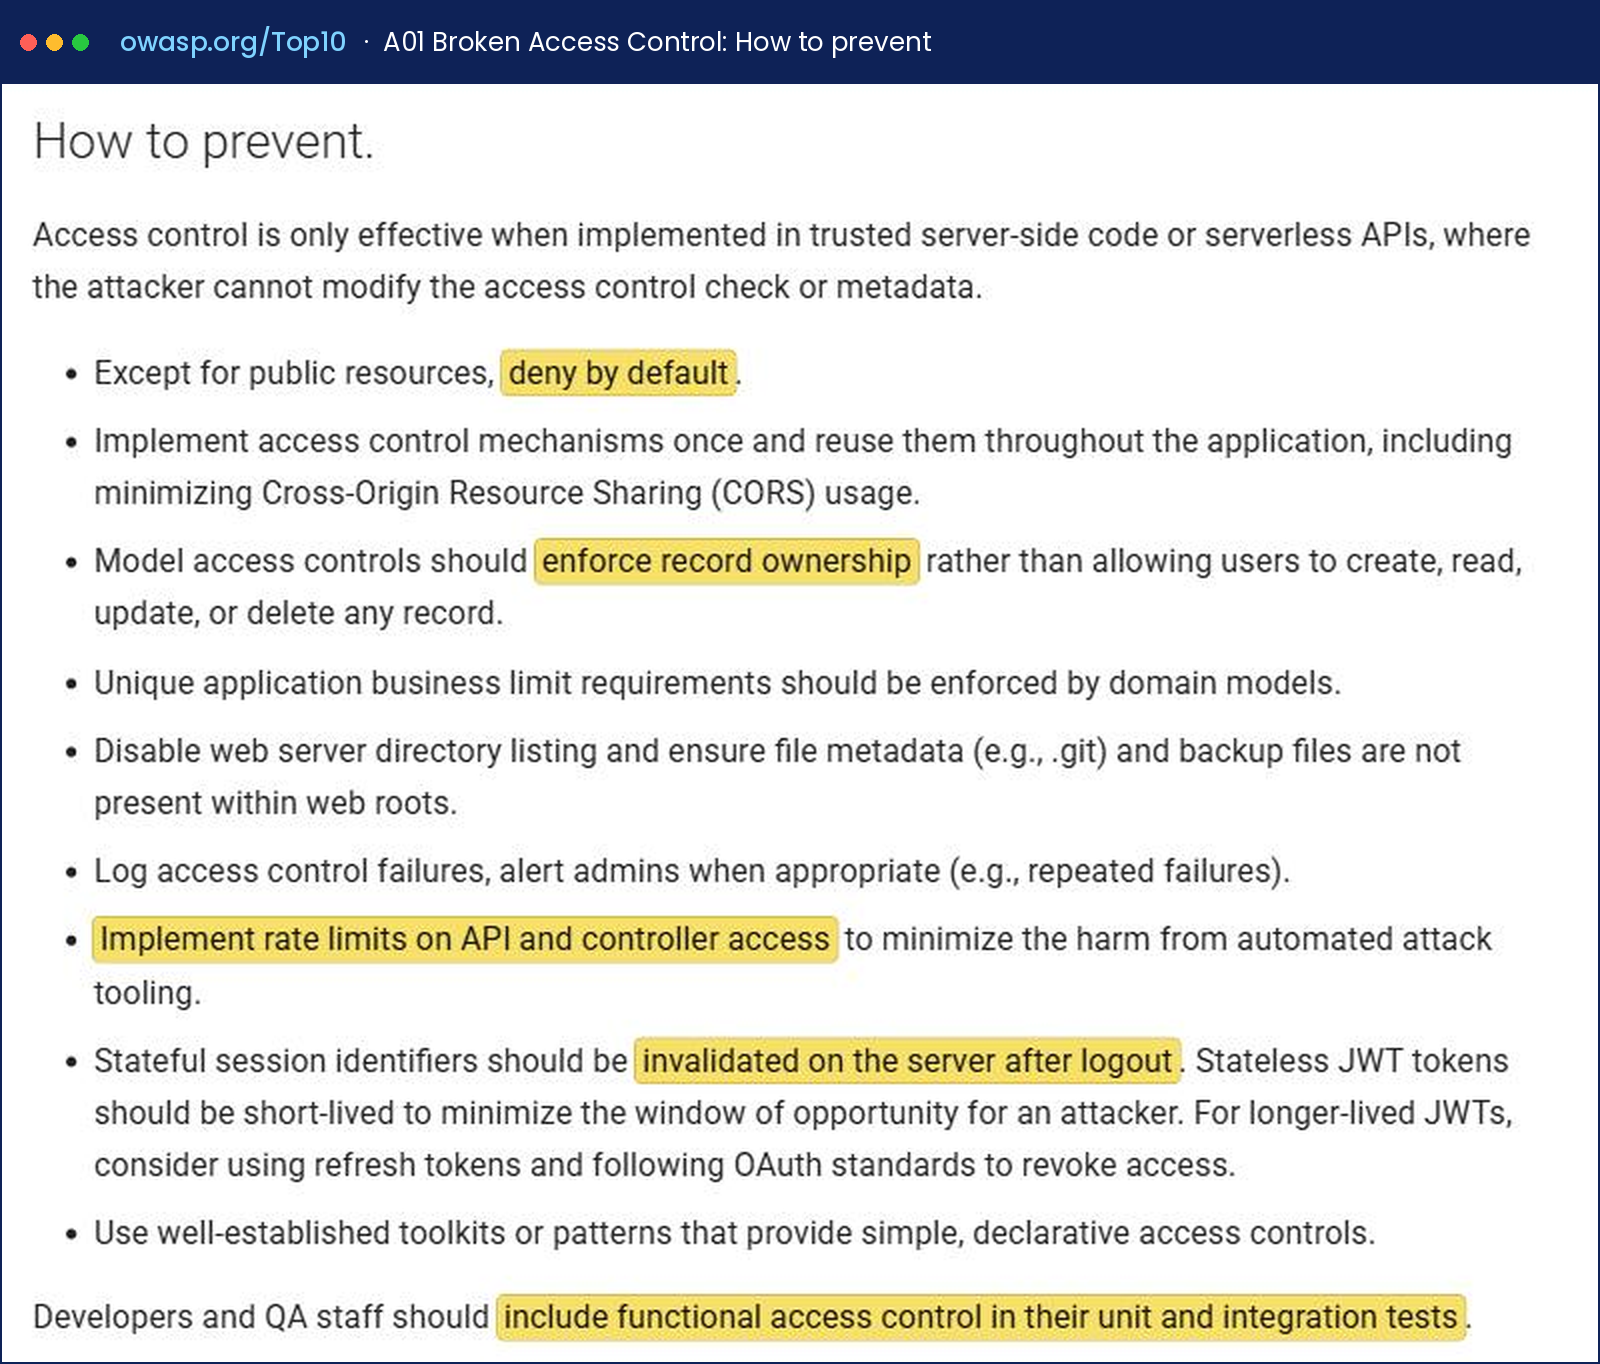 owasp.org/Top10 · A01 Broken Access Control: How to prevent
How to prevent.
Access control is only effective when implemented in trusted server-side code or serverless APIs, where
the attacker cannot modify the access control check or metadata.
• Except for public resources, deny by default.
• Implement access control mechanisms once and reuse them throughout the application, including
minimizing Cross-Origin Resource Sharing (CORS) usage.
• Model access controls should enforce record ownership rather than allowing users to create, read,
update, or delete any record.
• Unique application business limit requirements should be enforced by domain models.
• Disable web server directory listing and ensure file metadata (e.g., .git) and backup files are not
present within web roots.
• Log access control failures, alert admins when appropriate (e.g., repeated failures).
• Implement rate limits on API and controller access to minimize the harm from automated attack
tooling.
• Stateful session identifiers should be invalidated on the server after logout. Stateless JWT tokens
should be short-lived to minimize the window of opportunity for an attacker. For longer-lived JWTs,
consider using refresh tokens and following OAuth standards to revoke access.
• Use well-established toolkits or patterns that provide simple, declarative access controls.
Developers and QA staff should include functional access control in their unit and integration tests.